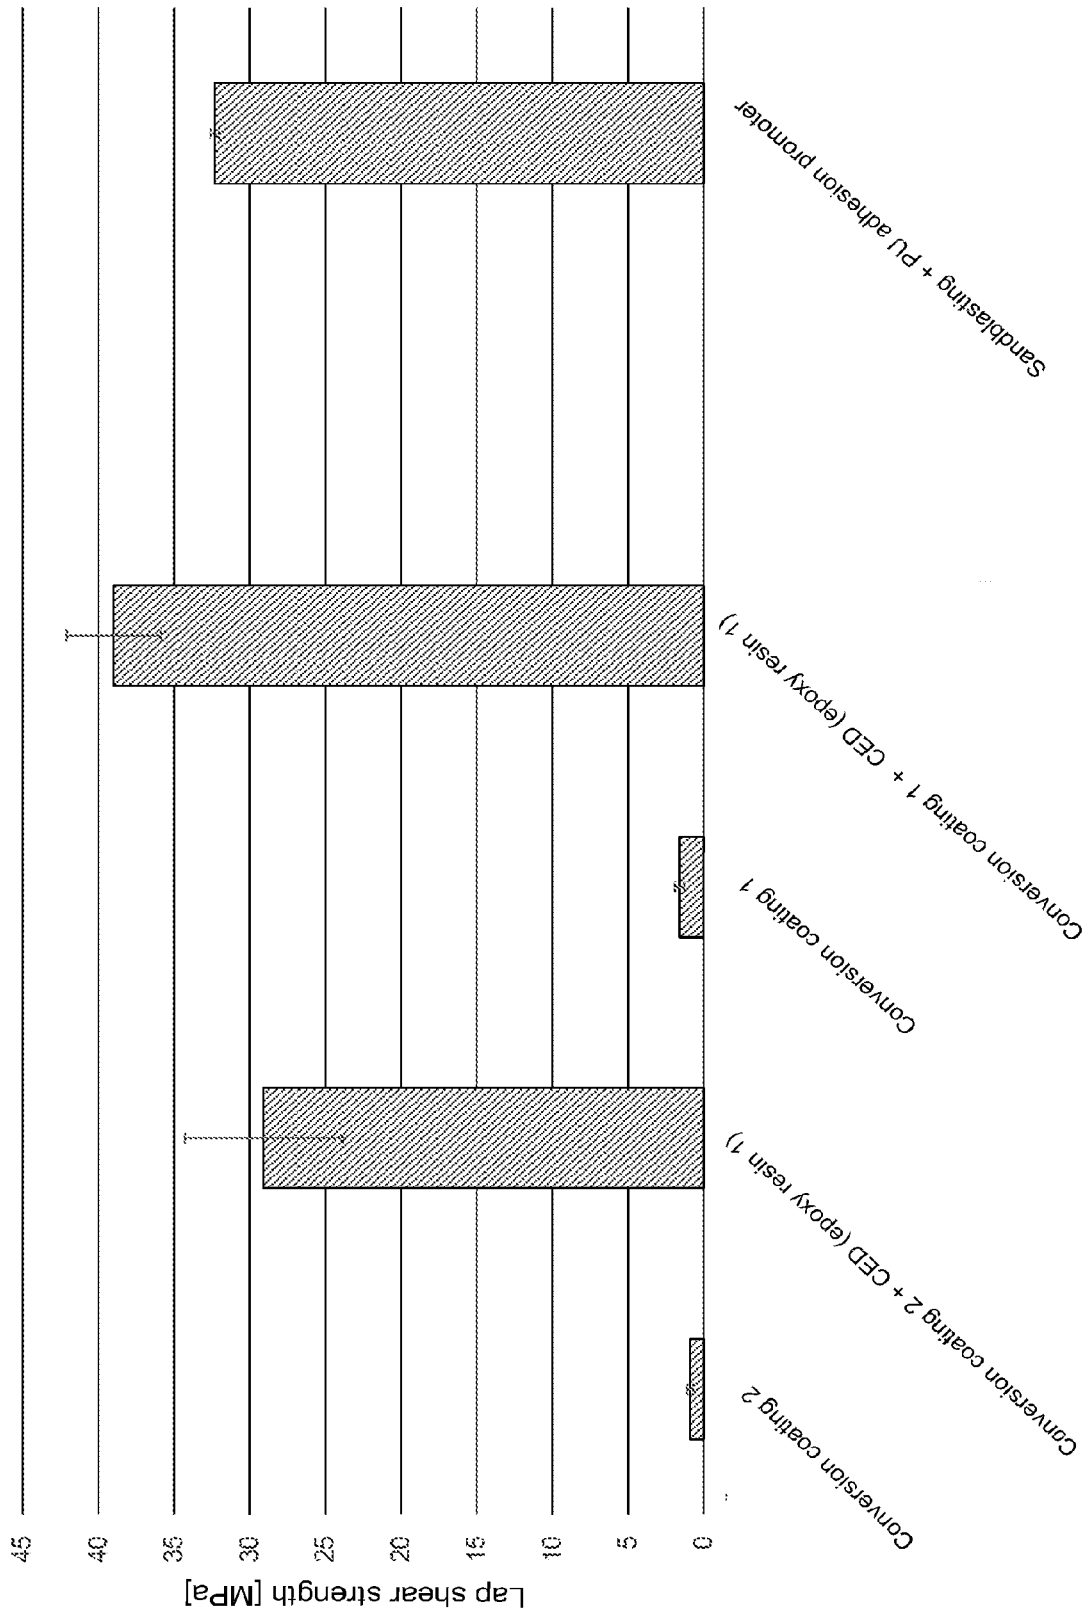 Lap shear strength [MPa]
45
40
35
30
25
20
15
10
5
0
Conversion coating 2
Conversion coating 2 + CED (epoxy resin 1)
Conversion coating 1
Conversion coating 1 + CED (epoxy resin 1)
Sandblasting + PU adhesion promoter